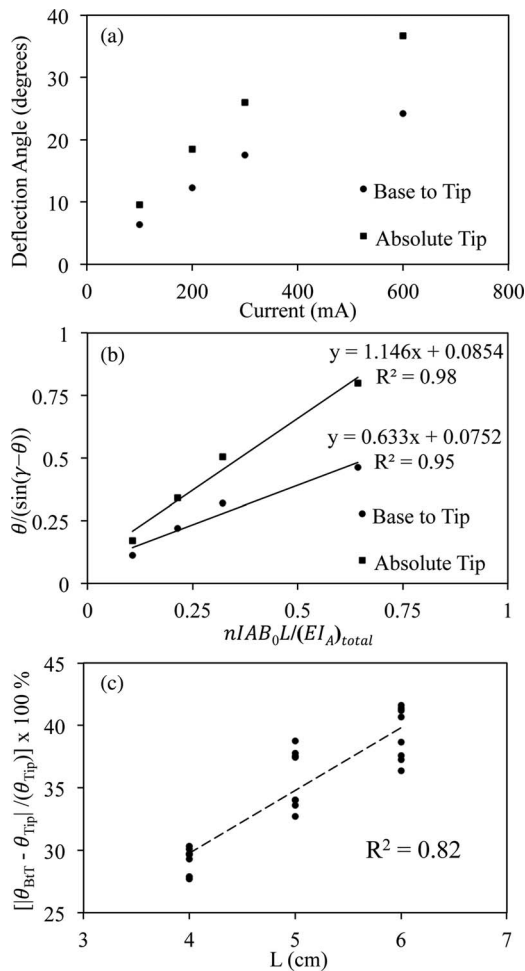 (a)
Deflection Angle (degrees)
40
30
20
10
0
0 200 400 600 800
Current (mA)
Base to Tip
Absolute Tip
(b)
θ/(sin(γ−θ))
1
0.75
0.5
0.25
0
y = 1.146x + 0.0854
R² = 0.98
y = 0.633x + 0.0752
R² = 0.95
Base to Tip
Absolute Tip
0 0.25 0.5 0.75 1
nIAB₀L/(EI_A)_total
(c)
[|θ_BtT - θ_Tip| /(θ_Tip)] x 100 %
45
40
35
30
25
R² = 0.82
3 4 5 6 7
L (cm)